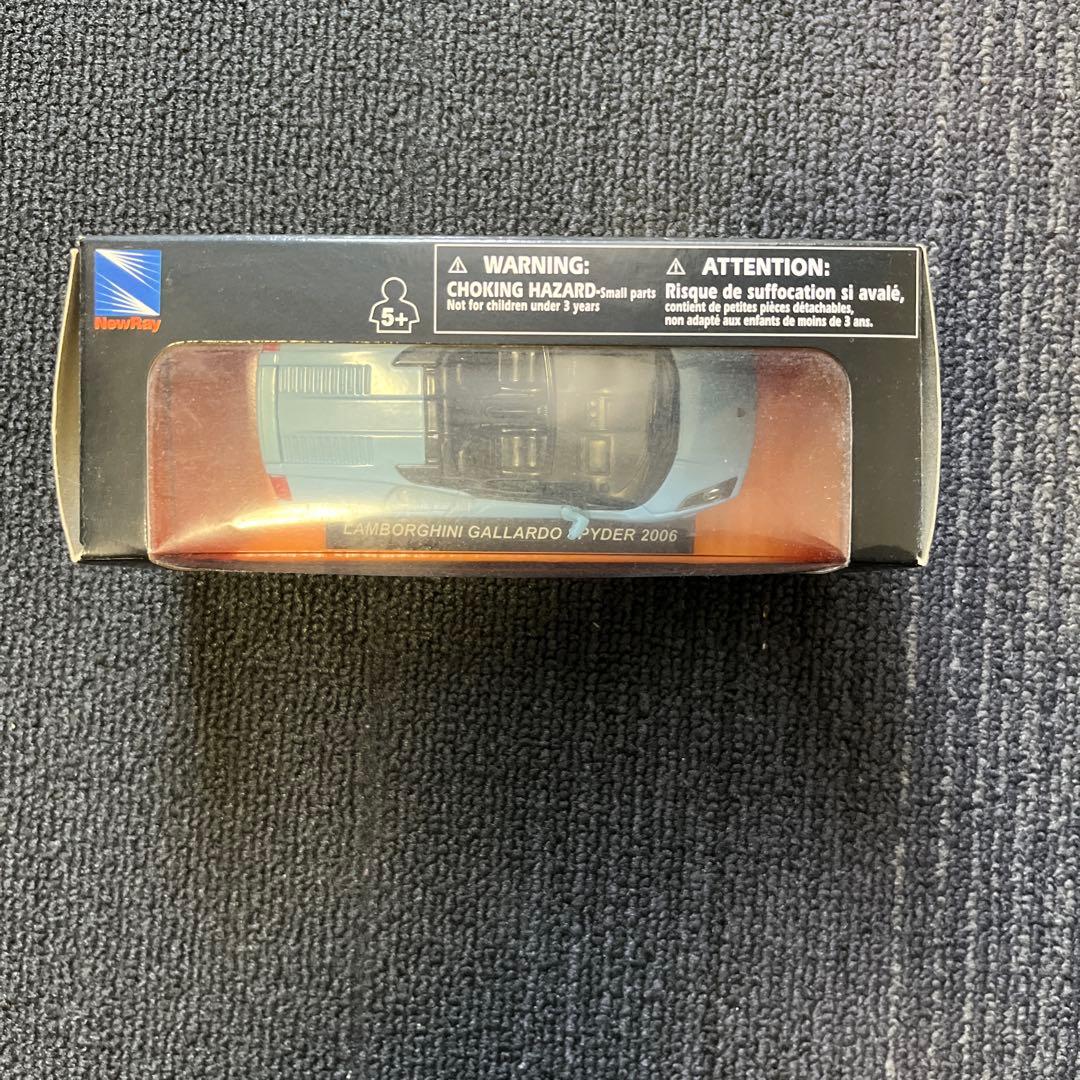 NewRay
5+
⚠ WARNING:
CHOKING HAZARD-Small parts
Not for children under 3 years
⚠ ATTENTION:
Risque de suffocation si avalé,
contient de petites pièces détachables,
non adapté aux enfants de moins de 3 ans.
LAMBORGHINI GALLARDO SPYDER 2006